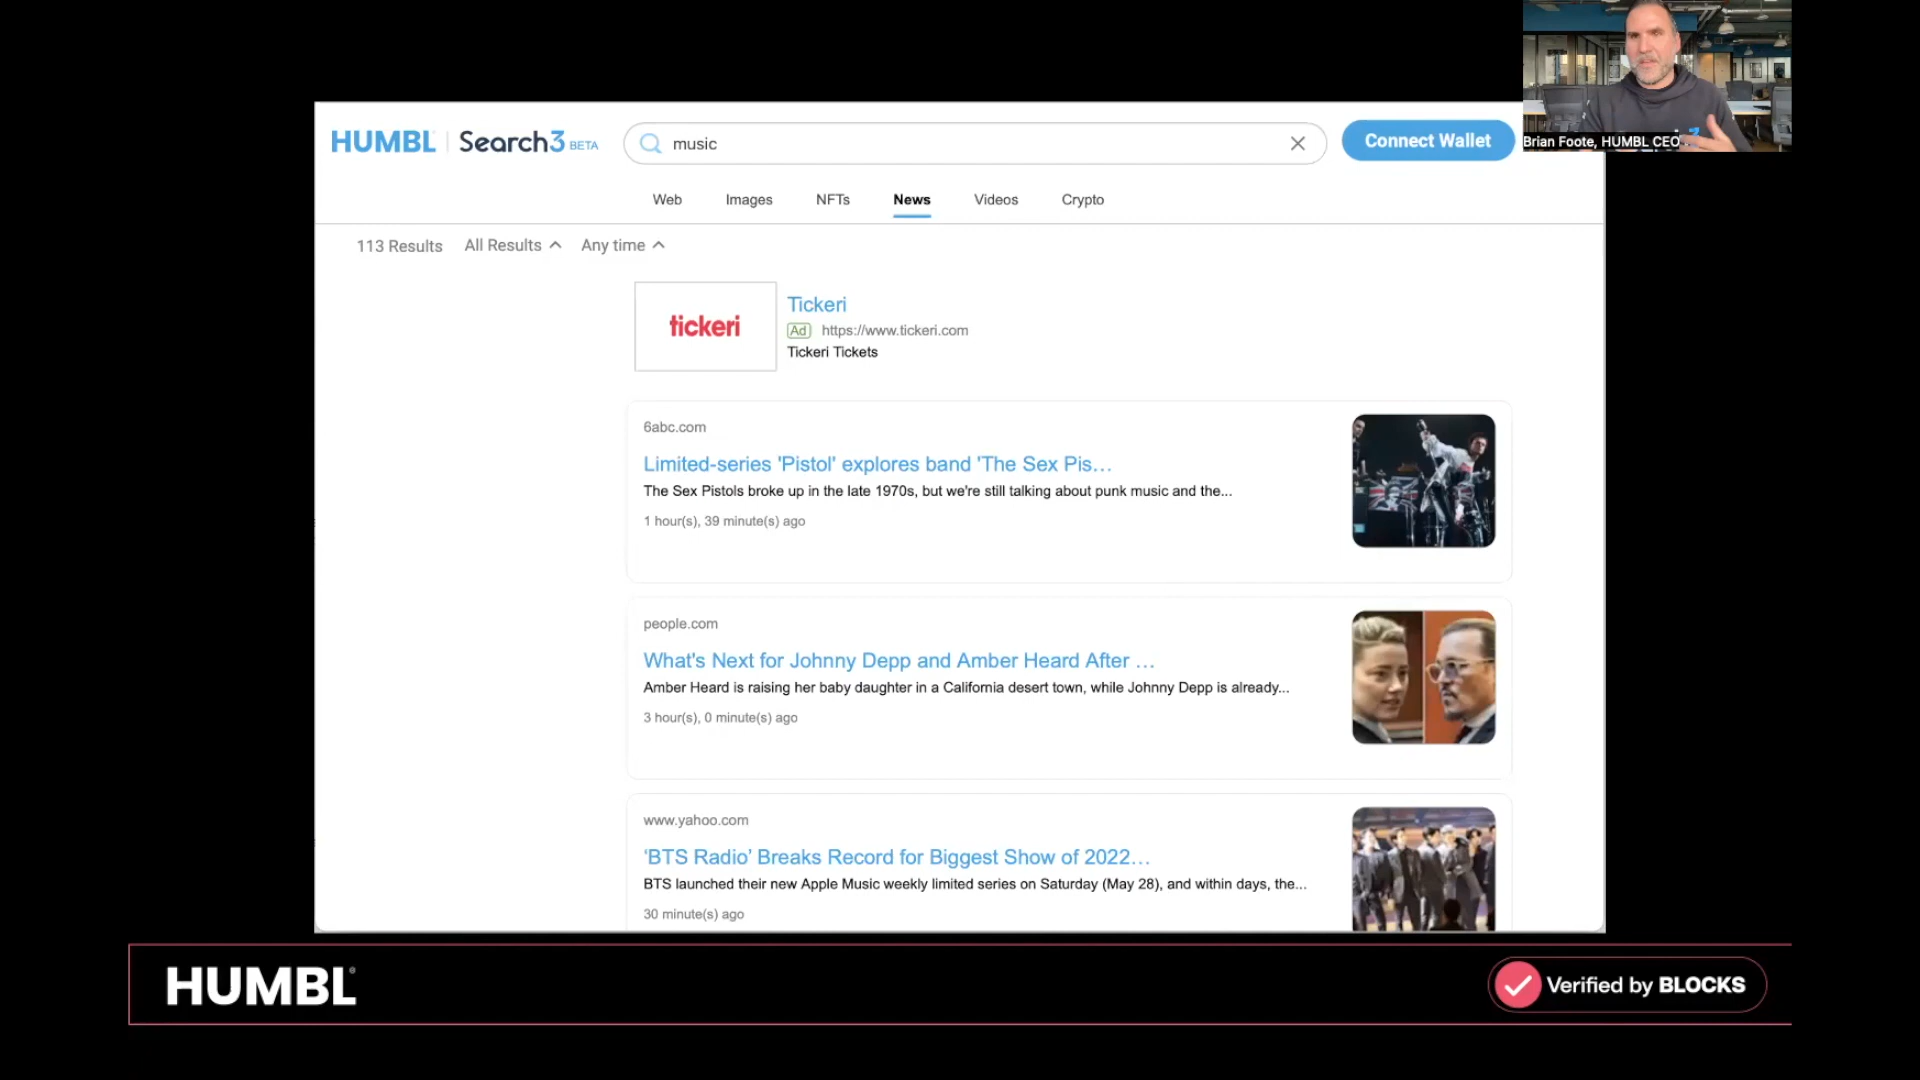 HUMBL Search3 BETA
music
Connect Wallet
Brian Foote, HUMBL CEO
Web Images NFTs News Videos Crypto
113 Results All Results Any time
tickeri
Tickeri
Ad https://www.tickeri.com
Tickeri Tickets
6abc.com
Limited-series 'Pistol' explores band 'The Sex Pis...
The Sex Pistols broke up in the late 1970s, but we're still talking about punk music and the...
1 hour(s), 39 minute(s) ago
people.com
What's Next for Johnny Depp and Amber Heard After ...
Amber Heard is raising her baby daughter in a California desert town, while Johnny Depp is already...
3 hour(s), 0 minute(s) ago
www.yahoo.com
‘BTS Radio’ Breaks Record for Biggest Show of 2022...
BTS launched their new Apple Music weekly limited series on Saturday (May 28), and within days, the...
30 minute(s) ago
HUMBL®
Verified by BLOCKS